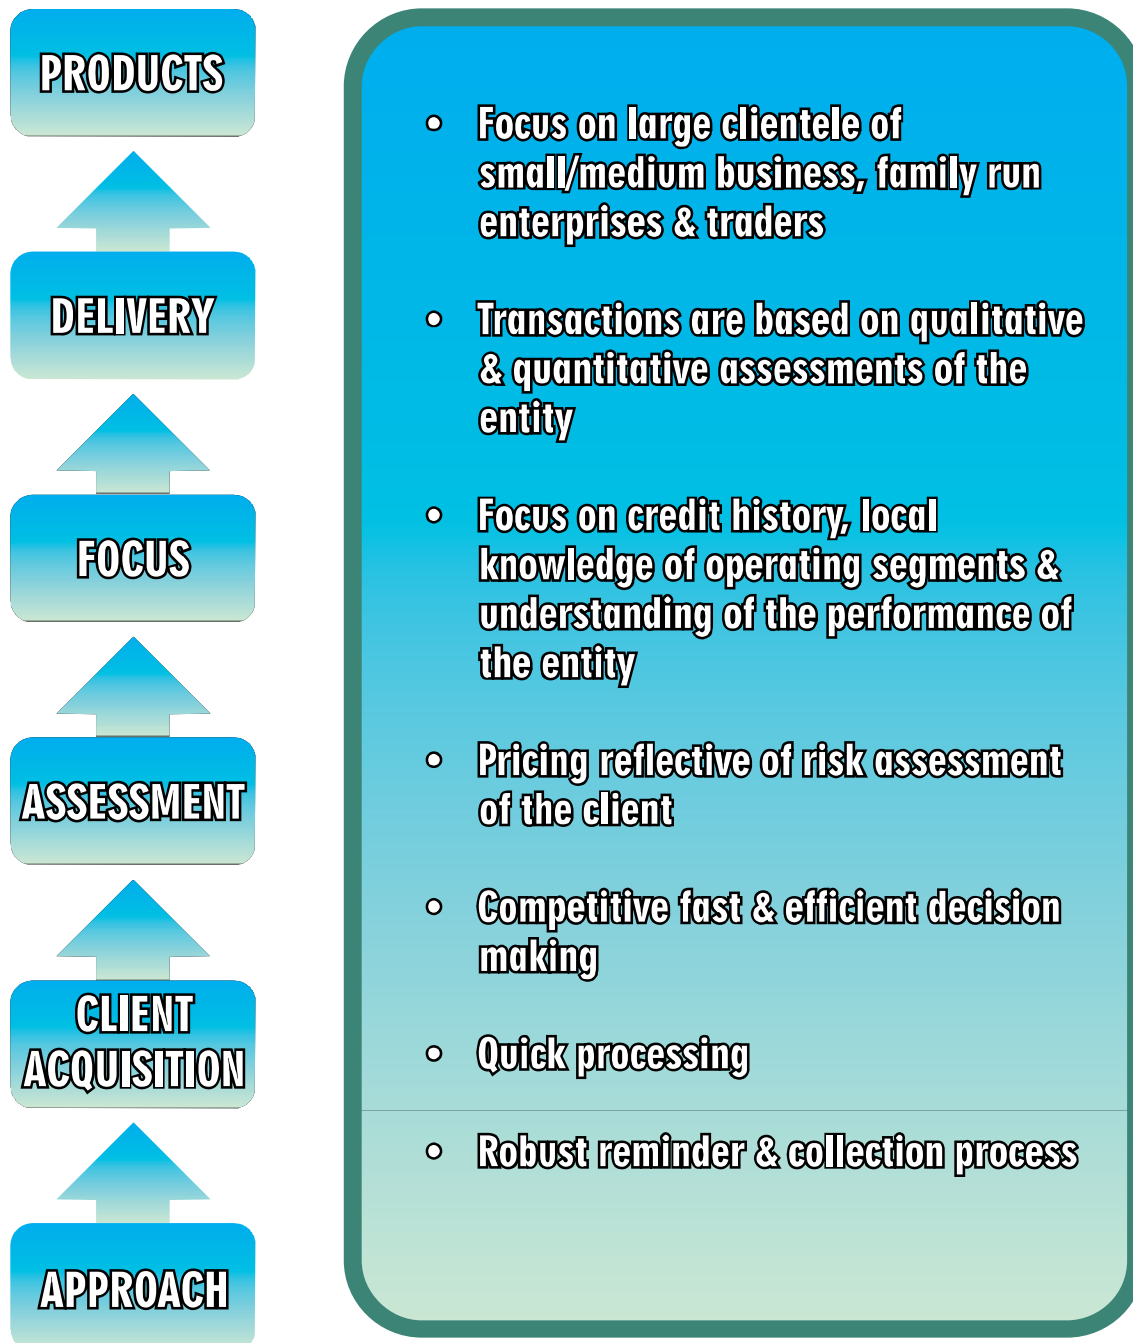 PRODUCTS
DELIVERY
FOCUS
ASSESSMENT
CLIENT
ACQUISITION
APPROACH
• Focus on large clientele of
small/medium business, family run
enterprises & traders
• Transactions are based on qualitative
& quantitative assessments of the
entity
• Focus on credit history, local
knowledge of operating segments &
understanding of the performance of
the entity
• Pricing reflective of risk assessment
of the client
• Competitive fast & efficient decision
making
• Quick processing
• Robust reminder & collection process